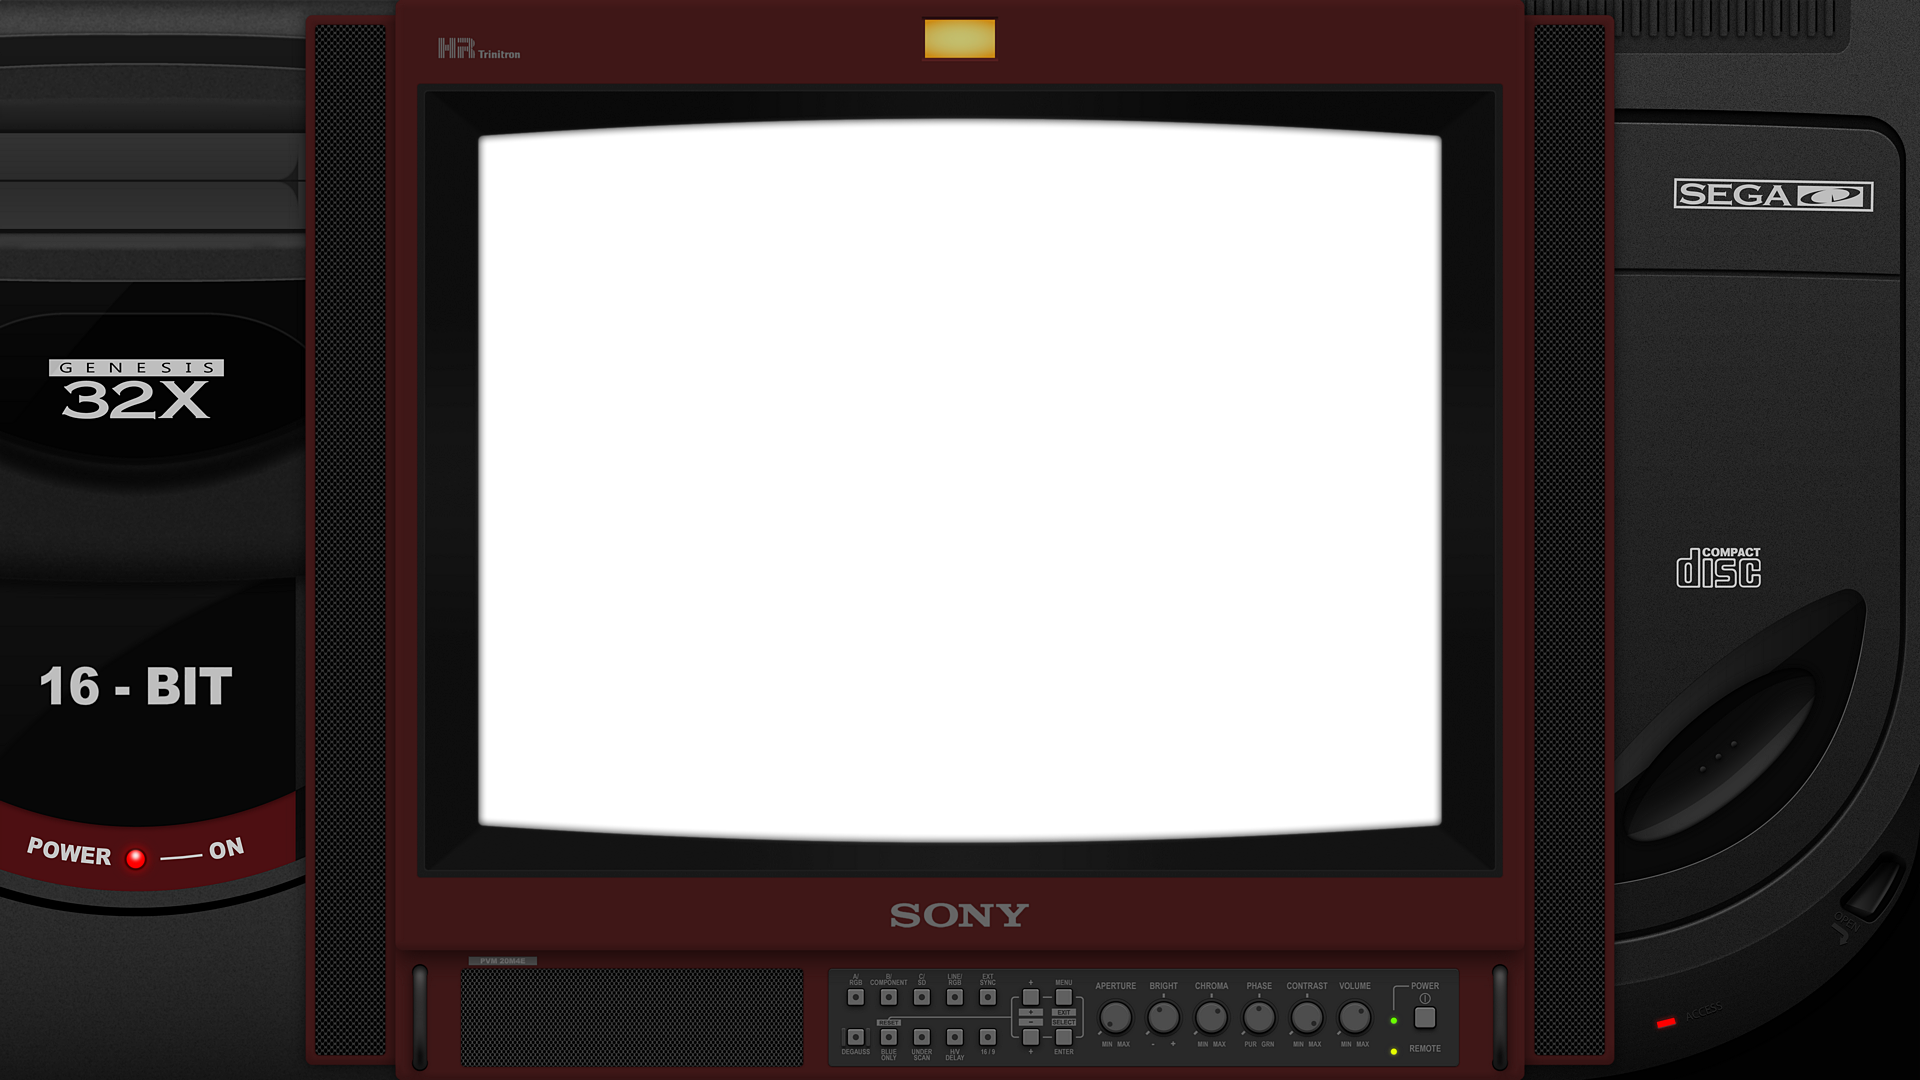 HR Trinitron
SEGA
GENESIS
32X
COMPACT
disc
16 - BIT
POWER
ON
SONY
OPEN
ACCESS
PVM 20M4E
A/
RGB
B/
COMPONENT
C/
SD
LINE/
RGB
EXT
SYNC
+
MENU
+
EXIT
-
SELECT
RESET
DEGAUSS
BLUE
ONLY
UNDER
SCAN
H/V
DELAY
16 / 9
+
ENTER
APERTURE
BRIGHT
CHROMA
PHASE
CONTRAST
VOLUME
MIN MAX
- +
MIN MAX
PUR GRN
MIN MAX
MIN MAX
POWER
REMOTE